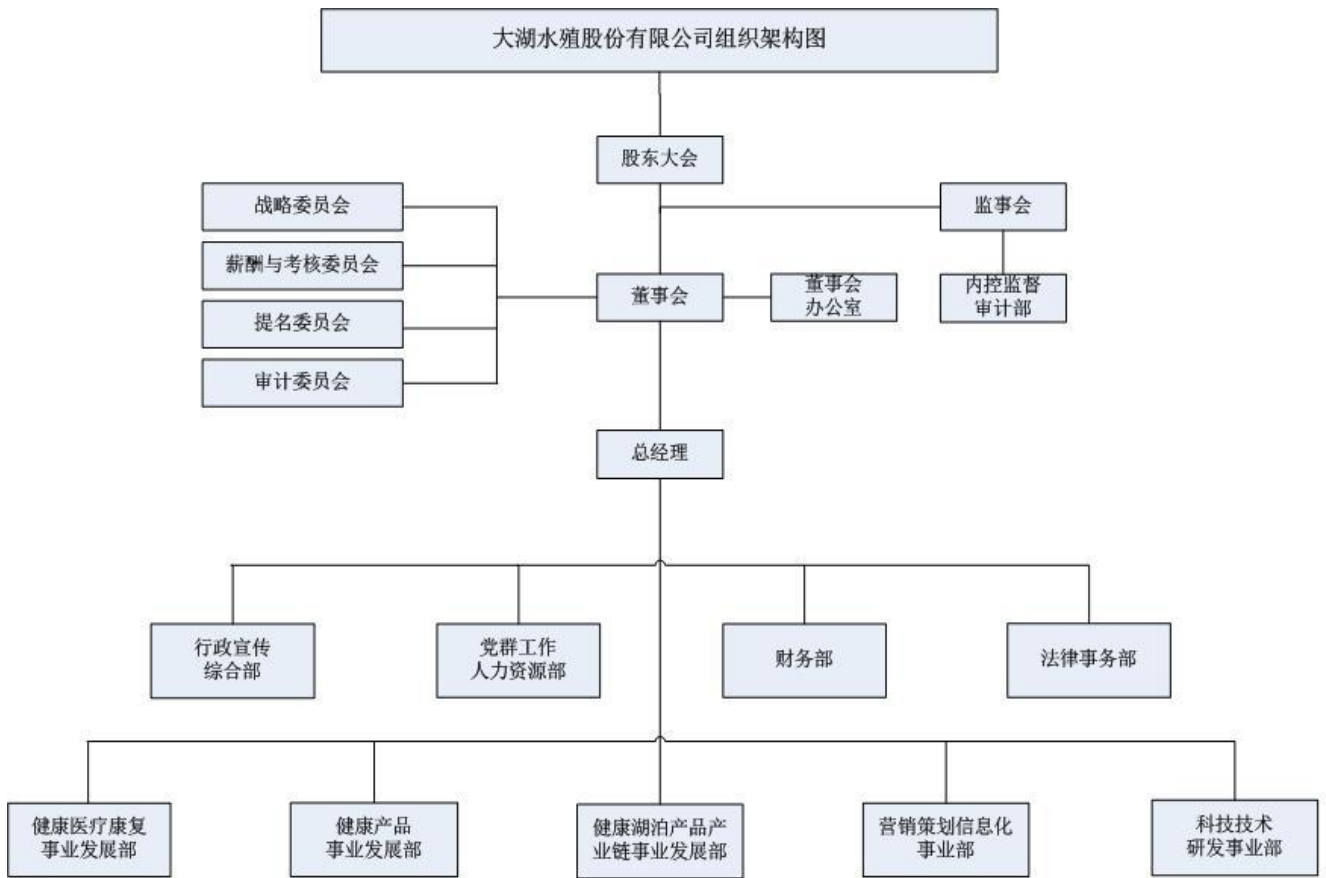 大湖水殖股份有限公司组织架构图
股东大会
战略委员会
监事会
薪酬与考核委员会
董事会
董事会
办公室
内控监督
审计部
提名委员会
审计委员会
总经理
行政宣传
综合部
党群工作
人力资源部
财务部
法律事务部
健康医疗康复
事业发展部
健康产品
事业发展部
健康湖泊产品产
业链事业发展部
营销策划信息化
事业部
科技技术
研发事业部